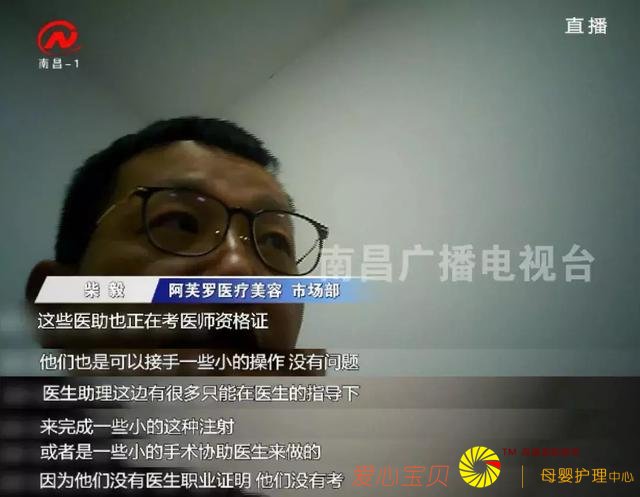 直播
南昌-1
南昌广播电视台
柴毅 阿芙罗医疗美容 市场部
这些医助也正在考医师资格证
他们也是可以接手一些小的操作 没有问题
医生助理这边有很多只能在医生的指导下
来完成一些小的这种注射
或者是一些小的手术协助医生来做的
因为他们没有医生职业证明 他们没有考
爱心宝贝
TM
母婴护理中心